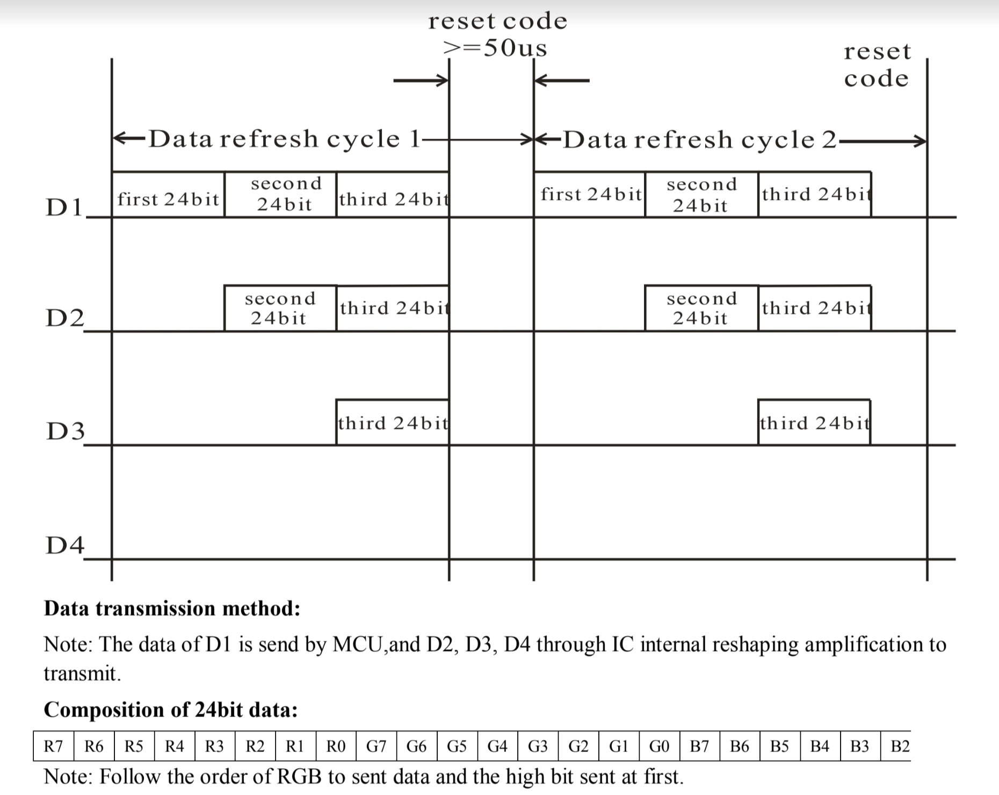 reset code
>=50us
reset
code
Data refresh cycle 1
Data refresh cycle 2
D1
first 24bit
second
24bit
third 24bit
first 24bit
second
24bit
third 24bit
D2
second
24bit
third 24bit
second
24bit
third 24bit
D3
third 24bit
third 24bit
D4
Data transmission method:
Note: The data of D1 is send by MCU,and D2, D3, D4 through IC internal reshaping amplification to
transmit.
Composition of 24bit data:
R7 R6 R5 R4 R3 R2 R1 R0 G7 G6 G5 G4 G3 G2 G1 G0 B7 B6 B5 B4 B3 B2
Note: Follow the order of RGB to sent data and the high bit sent at first.